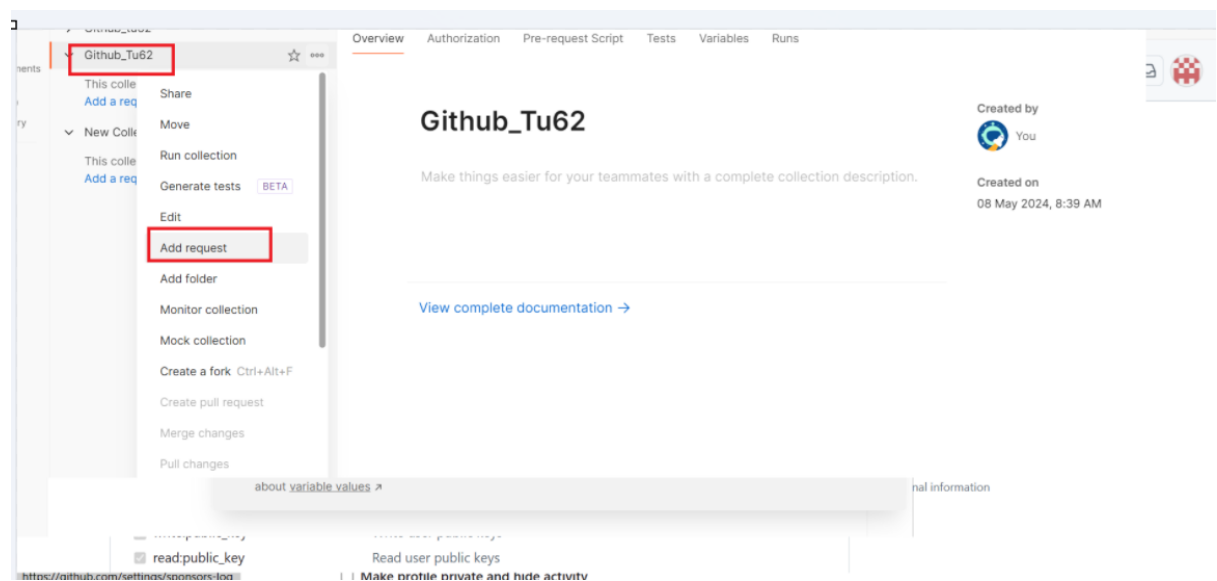 Overview Authorization Pre-request Script Tests Variables Runs
Github_Tu62
This colle
Add a req
New Colle
This colle
Add a req
Share
Move
Run collection
Generate tests BETA
Edit
Add request
Add folder
Monitor collection
Mock collection
Create a fork Ctrl+Alt+F
Create pull request
Merge changes
Pull changes
Github_Tu62
Make things easier for your teammates with a complete collection description.
View complete documentation →
Created by
You
Created on
08 May 2024, 8:39 AM
about variable values ↗
nal information
read:public_key Read user public keys
https://github.com/settings/sponsors-log
Make profile private and hide activity